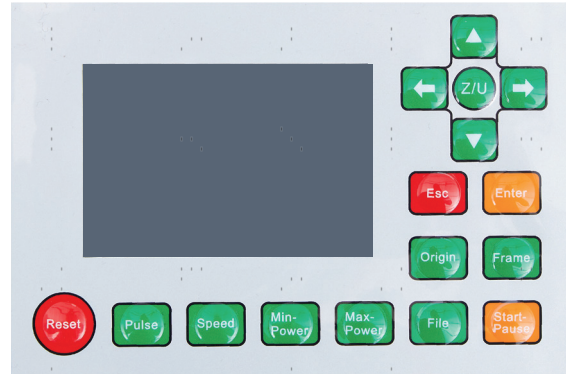 Z/U
Esc
Enter
Origin
Frame
Reset
Pulse
Speed
Min-
Power
Max-
Power
File
Start-
Pause